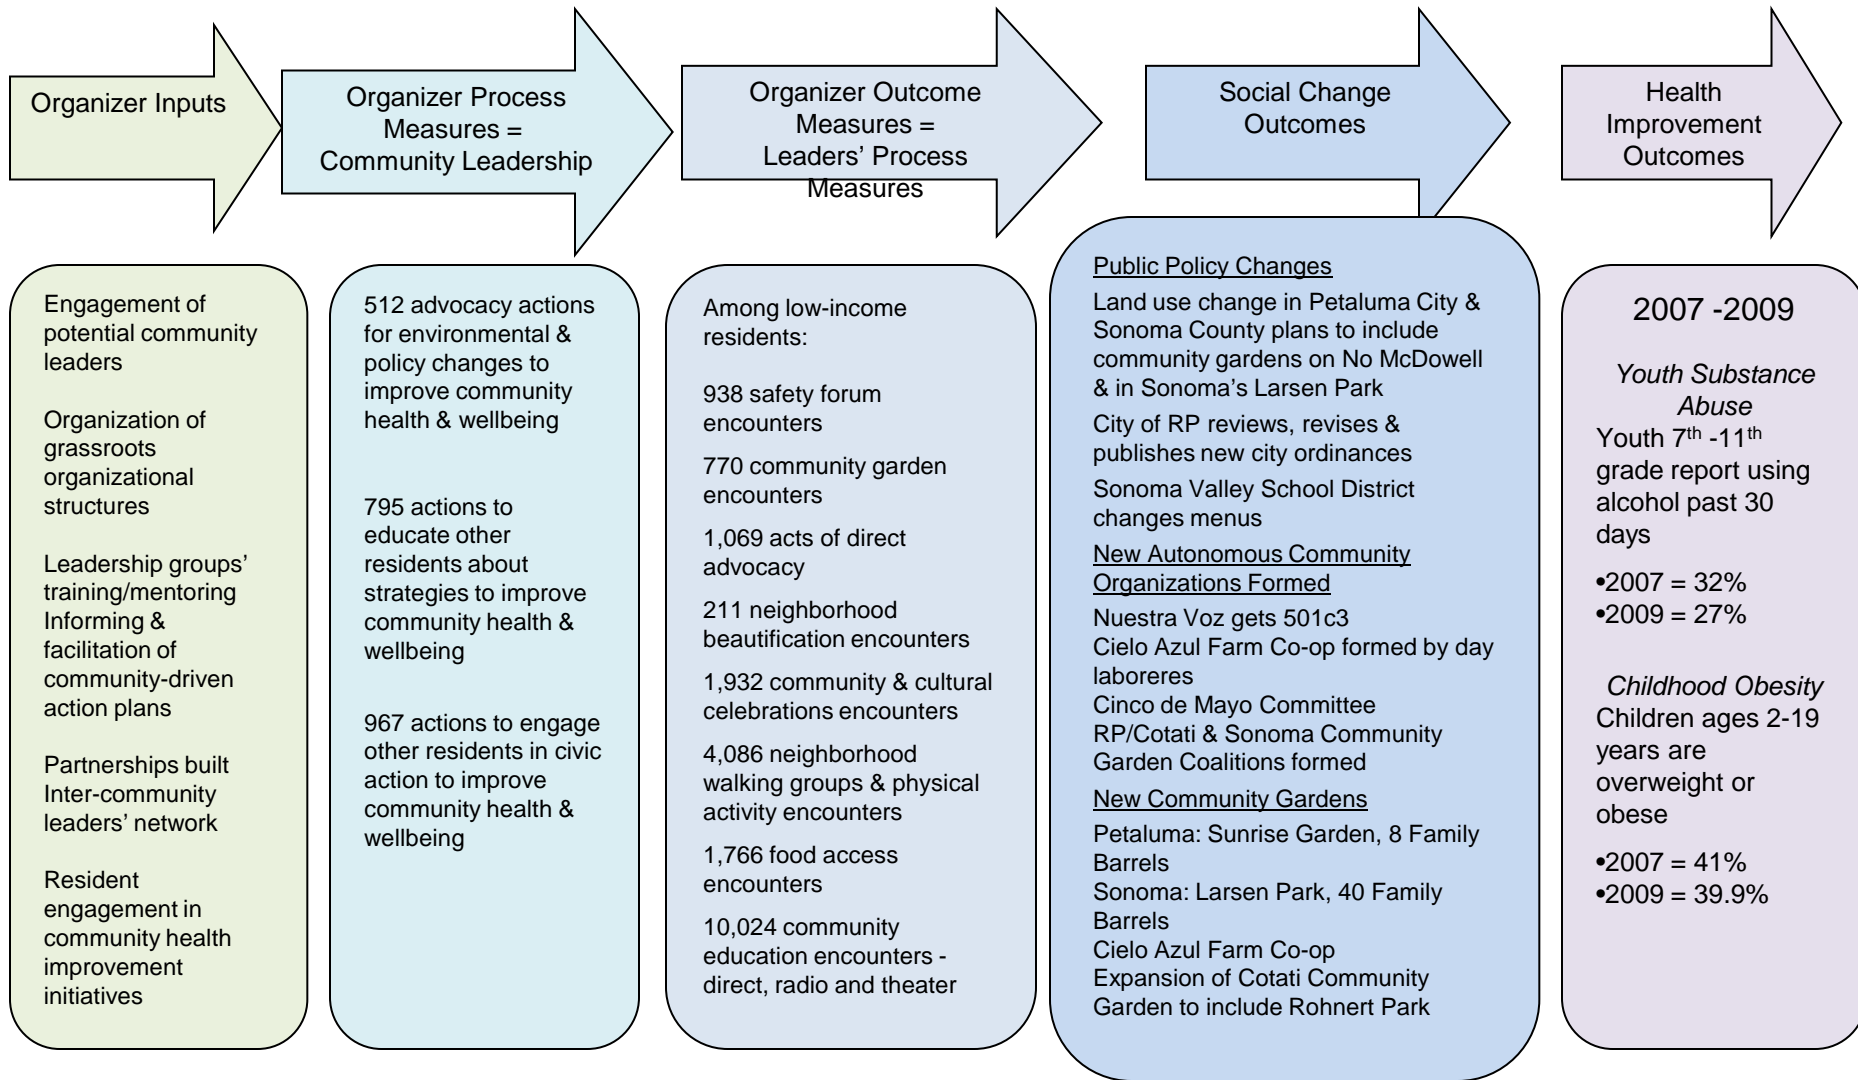 Organizer Inputs
Organizer Process
Measures =
Community Leadership
Organizer Outcome
Measures =
Leaders’ Process
Measures
Social Change
Outcomes
Health
Improvement
Outcomes
Engagement of
potential community
leaders
Organization of
grassroots
organizational
structures
Leadership groups’
training/mentoring
Informing &
facilitation of
community-driven
action plans
Partnerships built
Inter-community
leaders’ network
Resident
engagement in
community health
improvement
initiatives
512 advocacy actions
for environmental &
policy changes to
improve community
health & wellbeing
795 actions to
educate other
residents about
strategies to improve
community health &
wellbeing
967 actions to engage
other residents in civic
action to improve
community health &
wellbeing
Among low-income
residents:
938 safety forum
encounters
770 community garden
encounters
1,069 acts of direct
advocacy
211 neighborhood
beautification encounters
1,932 community & cultural
celebrations encounters
4,086 neighborhood
walking groups & physical
activity encounters
1,766 food access
encounters
10,024 community
education encounters -
direct, radio and theater
Public Policy Changes
Land use change in Petaluma City &
Sonoma County plans to include
community gardens on No McDowell
& in Sonoma’s Larsen Park
City of RP reviews, revises &
publishes new city ordinances
Sonoma Valley School District
changes menus
New Autonomous Community
Organizations Formed
Nuestra Voz gets 501c3
Cielo Azul Farm Co-op formed by day
laboreres
Cinco de Mayo Committee
RP/Cotati & Sonoma Community
Garden Coalitions formed
New Community Gardens
Petaluma: Sunrise Garden, 8 Family
Barrels
Sonoma: Larsen Park, 40 Family
Barrels
Cielo Azul Farm Co-op
Expansion of Cotati Community
Garden to include Rohnert Park
2007 -2009
Youth Substance
Abuse
Youth 7th -11th
grade report using
alcohol past 30
days
•2007 = 32%
•2009 = 27%
Childhood Obesity
Children ages 2-19
years are
overweight or
obese
•2007 = 41%
•2009 = 39.9%